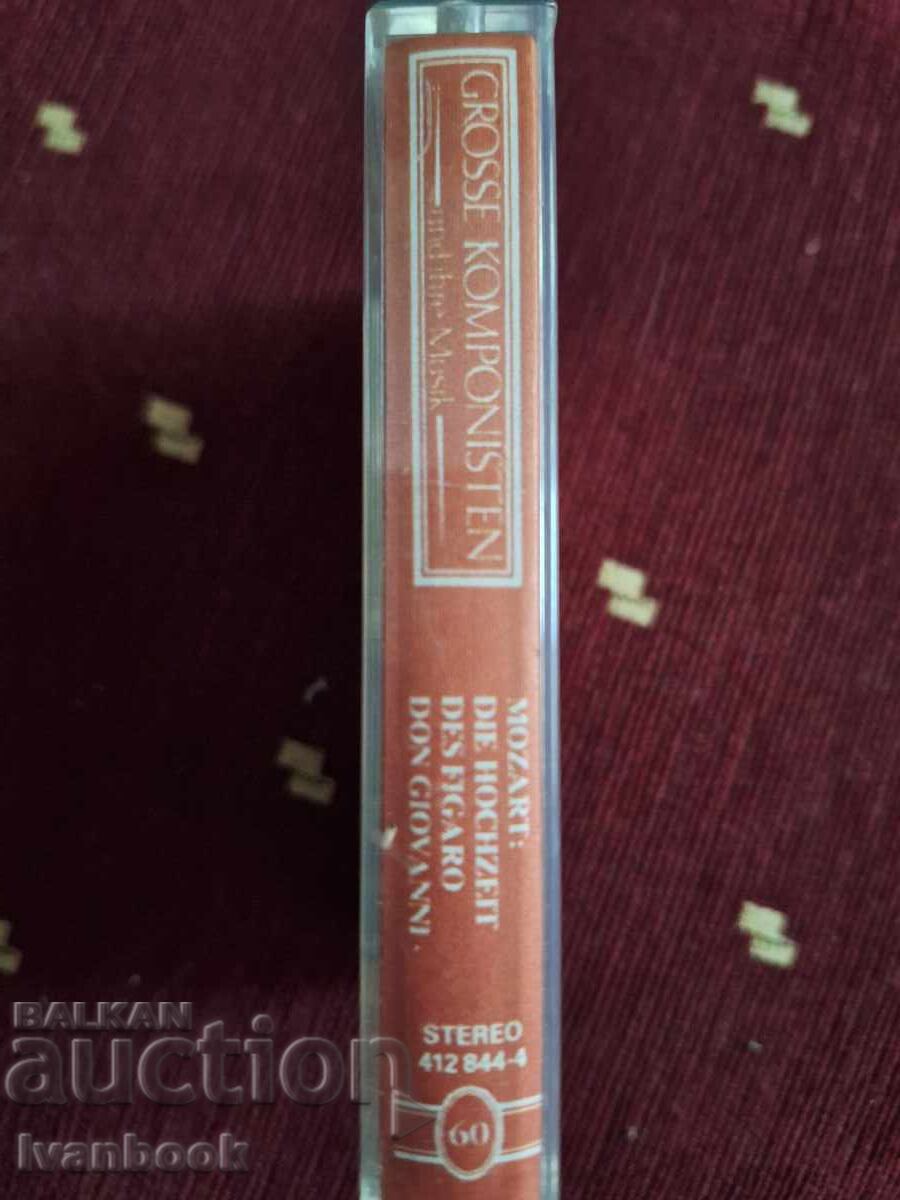 GROSSE KOMPONISTEN
und ihre Musik
MOZART:
DIE HOCHZEIT
DES FIGARO
DON GIOVANNI
STEREO
412 844-4
60
BALKAN
auction
Ivanbook